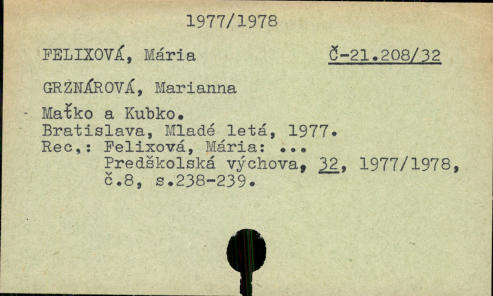 1977/1978
FELIXOVÁ, Mária Č-21.208/32
GRZNÁROVÁ, Marianna
Maťko a Kubko.
Bratislava, Mladé letá, 1977.
Rec,: Felixová, Mária: ...
Predškolská výchova, 32, 1977/1978,
č.8, s.238-239.